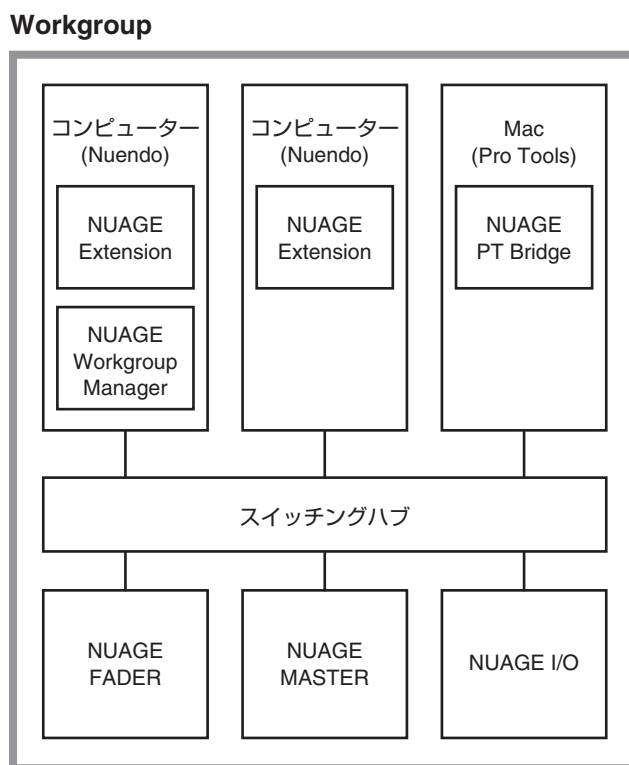 Workgroup
コンピューター
(Nuendo)
NUAGE
Extension
NUAGE
Workgroup
Manager
コンピューター
(Nuendo)
NUAGE
Extension
Mac
(Pro Tools)
NUAGE
PT Bridge
スイッチングハブ
NUAGE
FADER
NUAGE
MASTER
NUAGE I/O